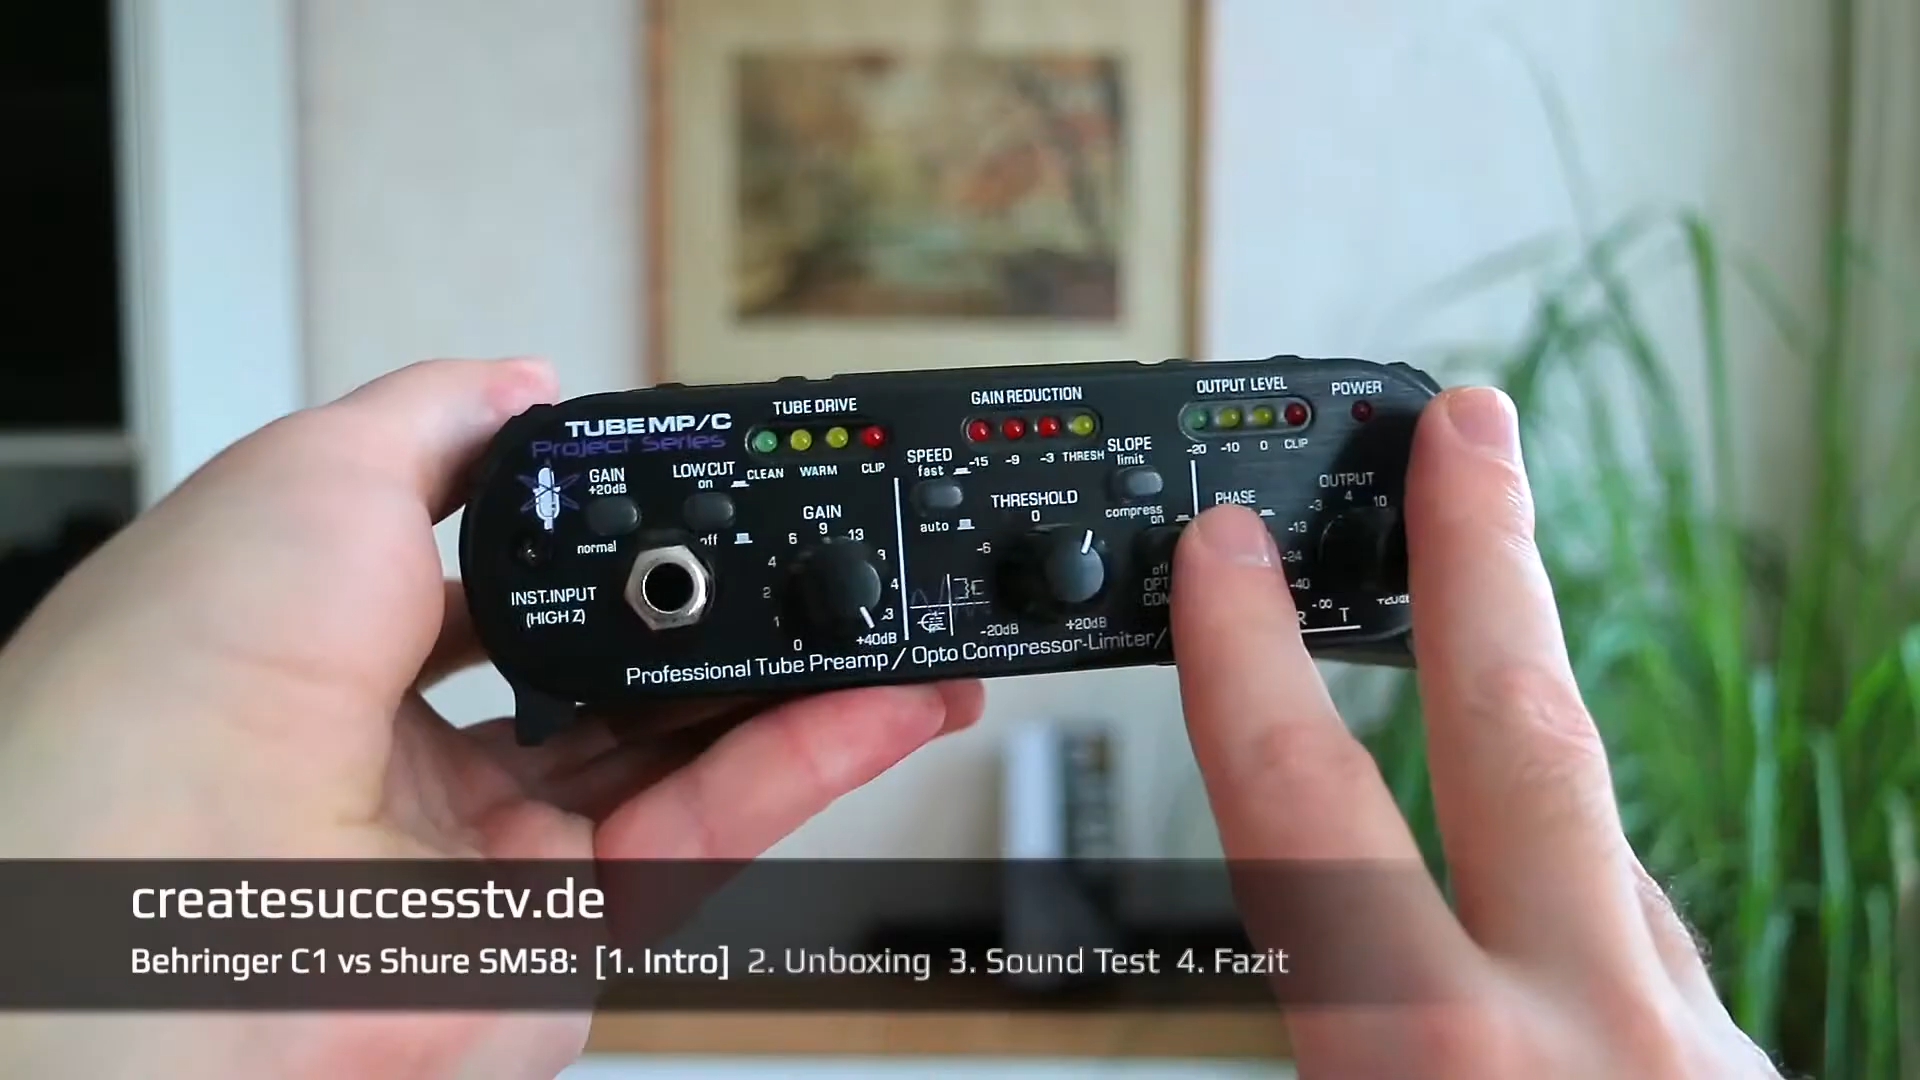 TUBE MP/C
Project Series
TUBE DRIVE
CLEAN WARM CLIP
GAIN REDUCTION
-15 -9 -3 THRESH
OUTPUT LEVEL
-20 -10 0 CLIP
POWER
GAIN
+20dB
normal
LOW CUT
on
off
INST.INPUT
(HIGH Z)
GAIN
0 1 2 4 6 9 13
+40dB
SPEED
fast
auto
THRESHOLD
0
-6
-20dB +20dB
SLOPE
limit
compress
on
off
PHASE
OUTPUT
-∞ -40 -24 -13 -3 4 10
Professional Tube Preamp / Opto Compressor-Limiter/
createsuccesstv.de
Behringer C1 vs Shure SM58: [1. Intro] 2. Unboxing 3. Sound Test 4. Fazit